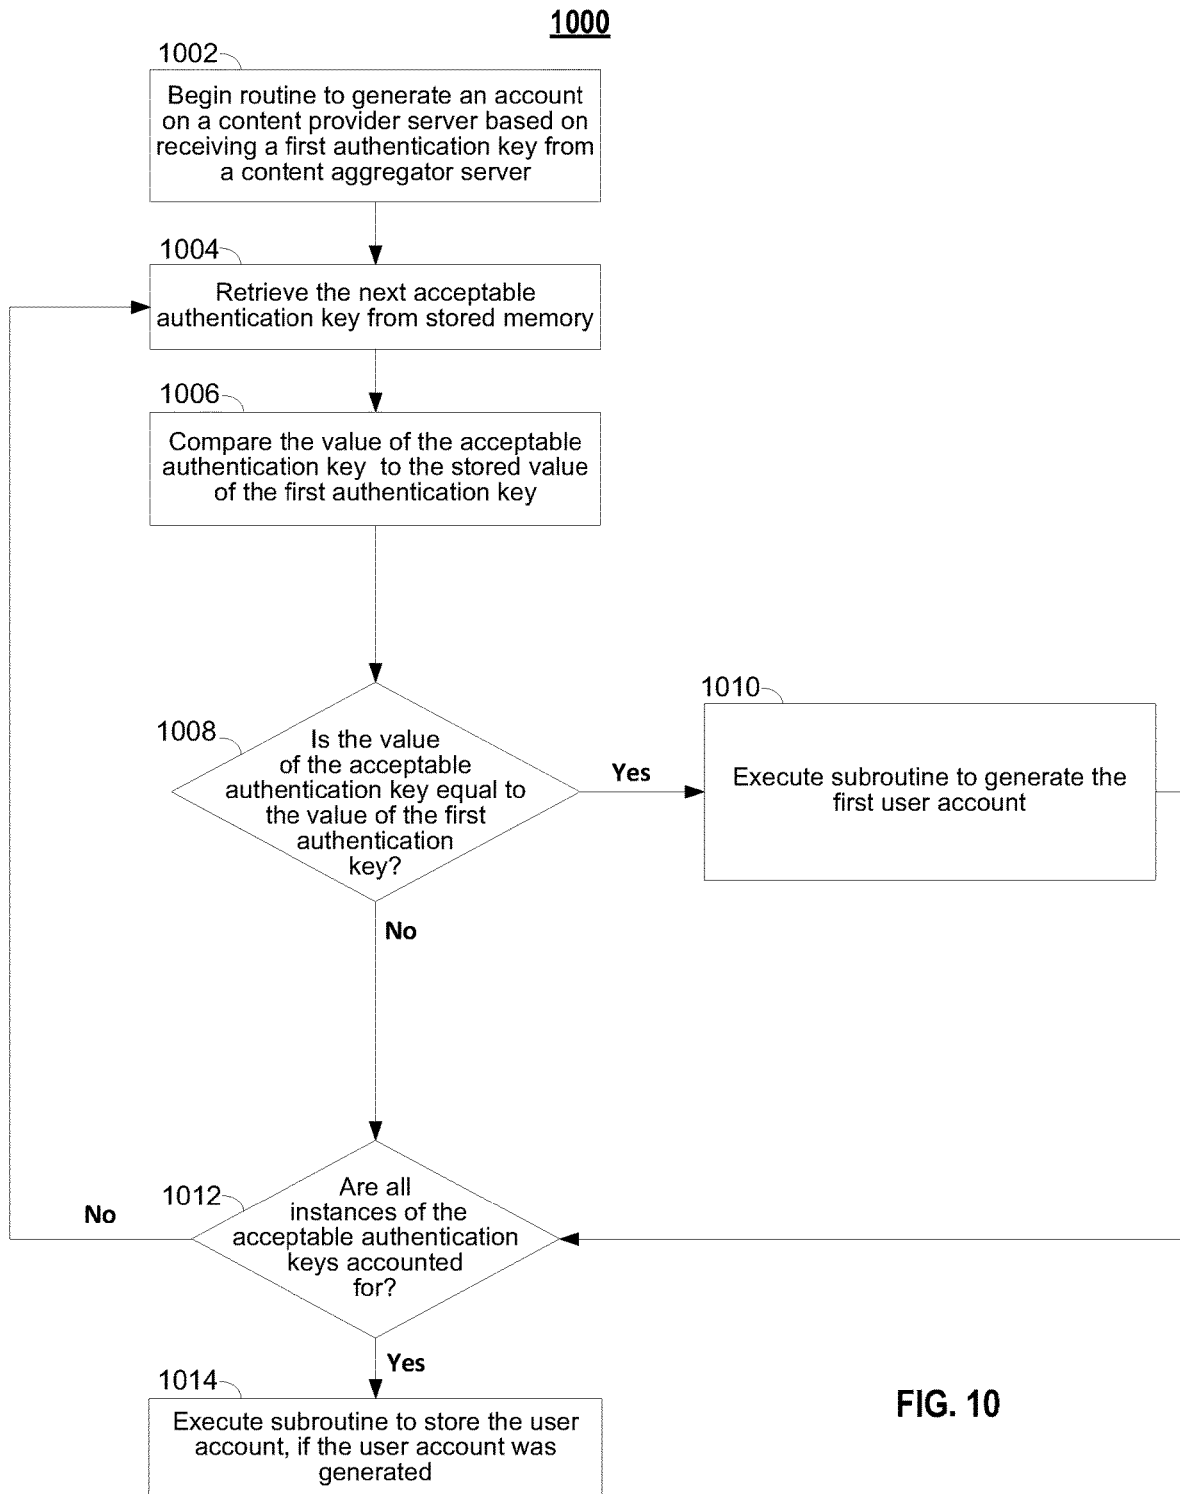 1000
1002
Begin routine to generate an account
on a content provider server based on
receiving a first authentication key from
a content aggregator server
1004
Retrieve the next acceptable
authentication key from stored memory
1006
Compare the value of the acceptable
authentication key to the stored value
of the first authentication key
1008
Is the value
of the acceptable
authentication key equal to
the value of the first
authentication
key?
Yes
1010
Execute subroutine to generate the
first user account
No
1012
Are all
instances of the
acceptable authentication
keys accounted
for?
No
Yes
1014
Execute subroutine to store the user
account, if the user account was
generated
FIG. 10